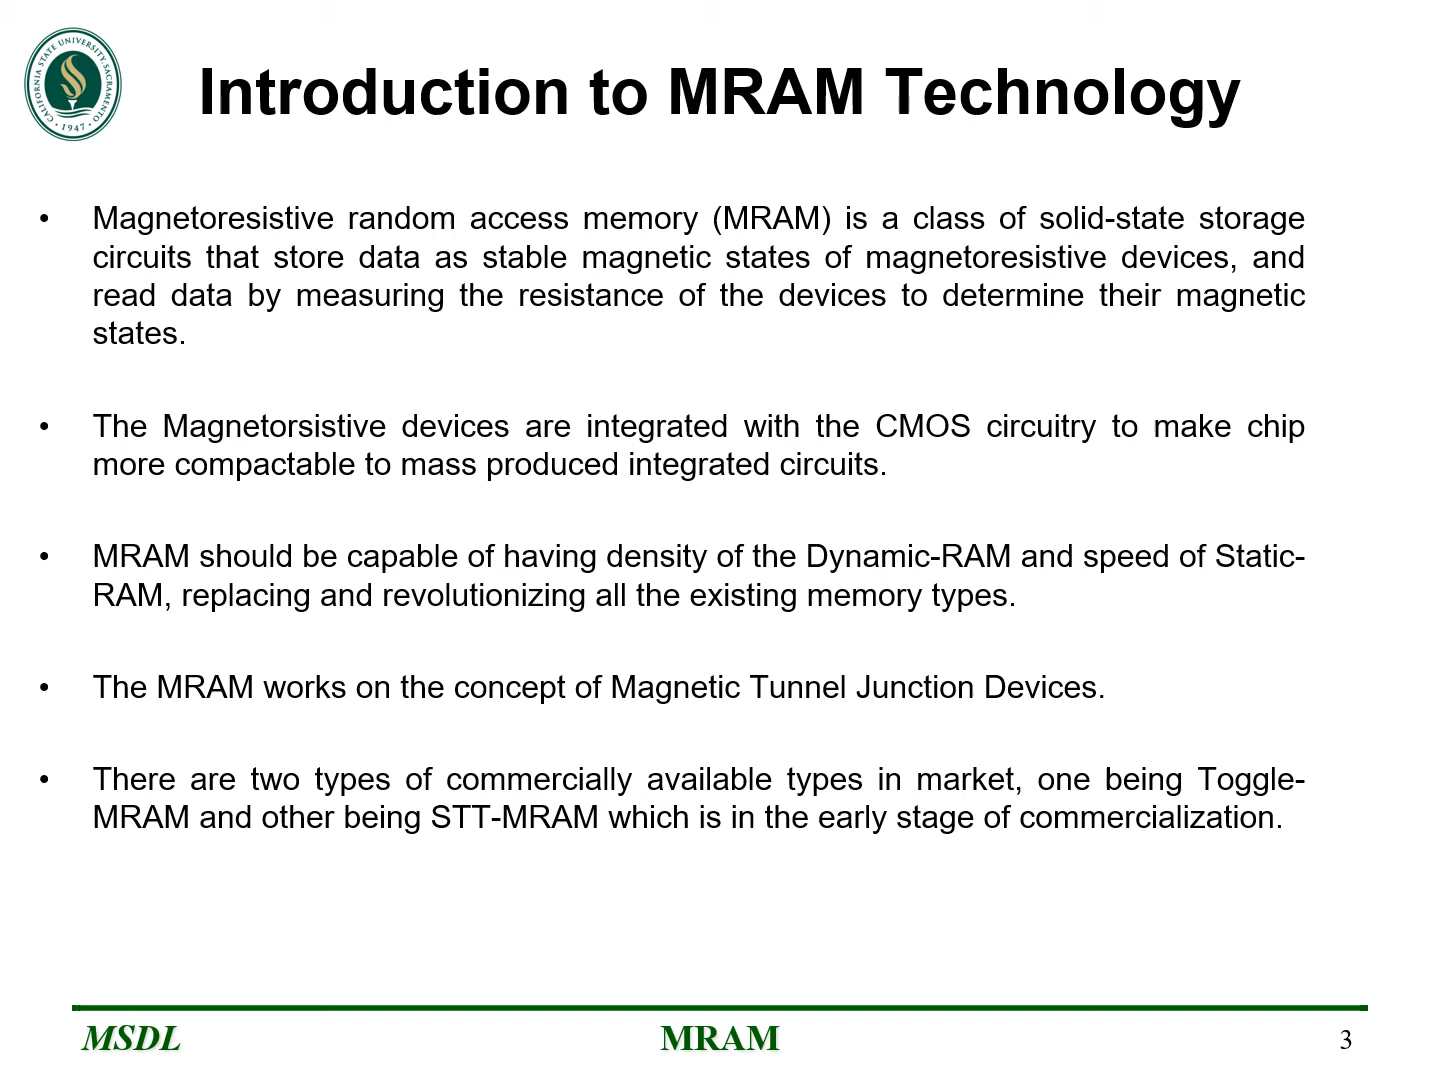 CALIFORNIA STATE UNIVERSITY, SACRAMENTO
• 1947 •
Introduction to MRAM Technology
• Magnetoresistive random access memory (MRAM) is a class of solid-state storage
circuits that store data as stable magnetic states of magnetoresistive devices, and
read data by measuring the resistance of the devices to determine their magnetic
states.
• The Magnetorsistive devices are integrated with the CMOS circuitry to make chip
more compactable to mass produced integrated circuits.
• MRAM should be capable of having density of the Dynamic-RAM and speed of Static-
RAM, replacing and revolutionizing all the existing memory types.
• The MRAM works on the concept of Magnetic Tunnel Junction Devices.
• There are two types of commercially available types in market, one being Toggle-
MRAM and other being STT-MRAM which is in the early stage of commercialization.
MSDL MRAM 3